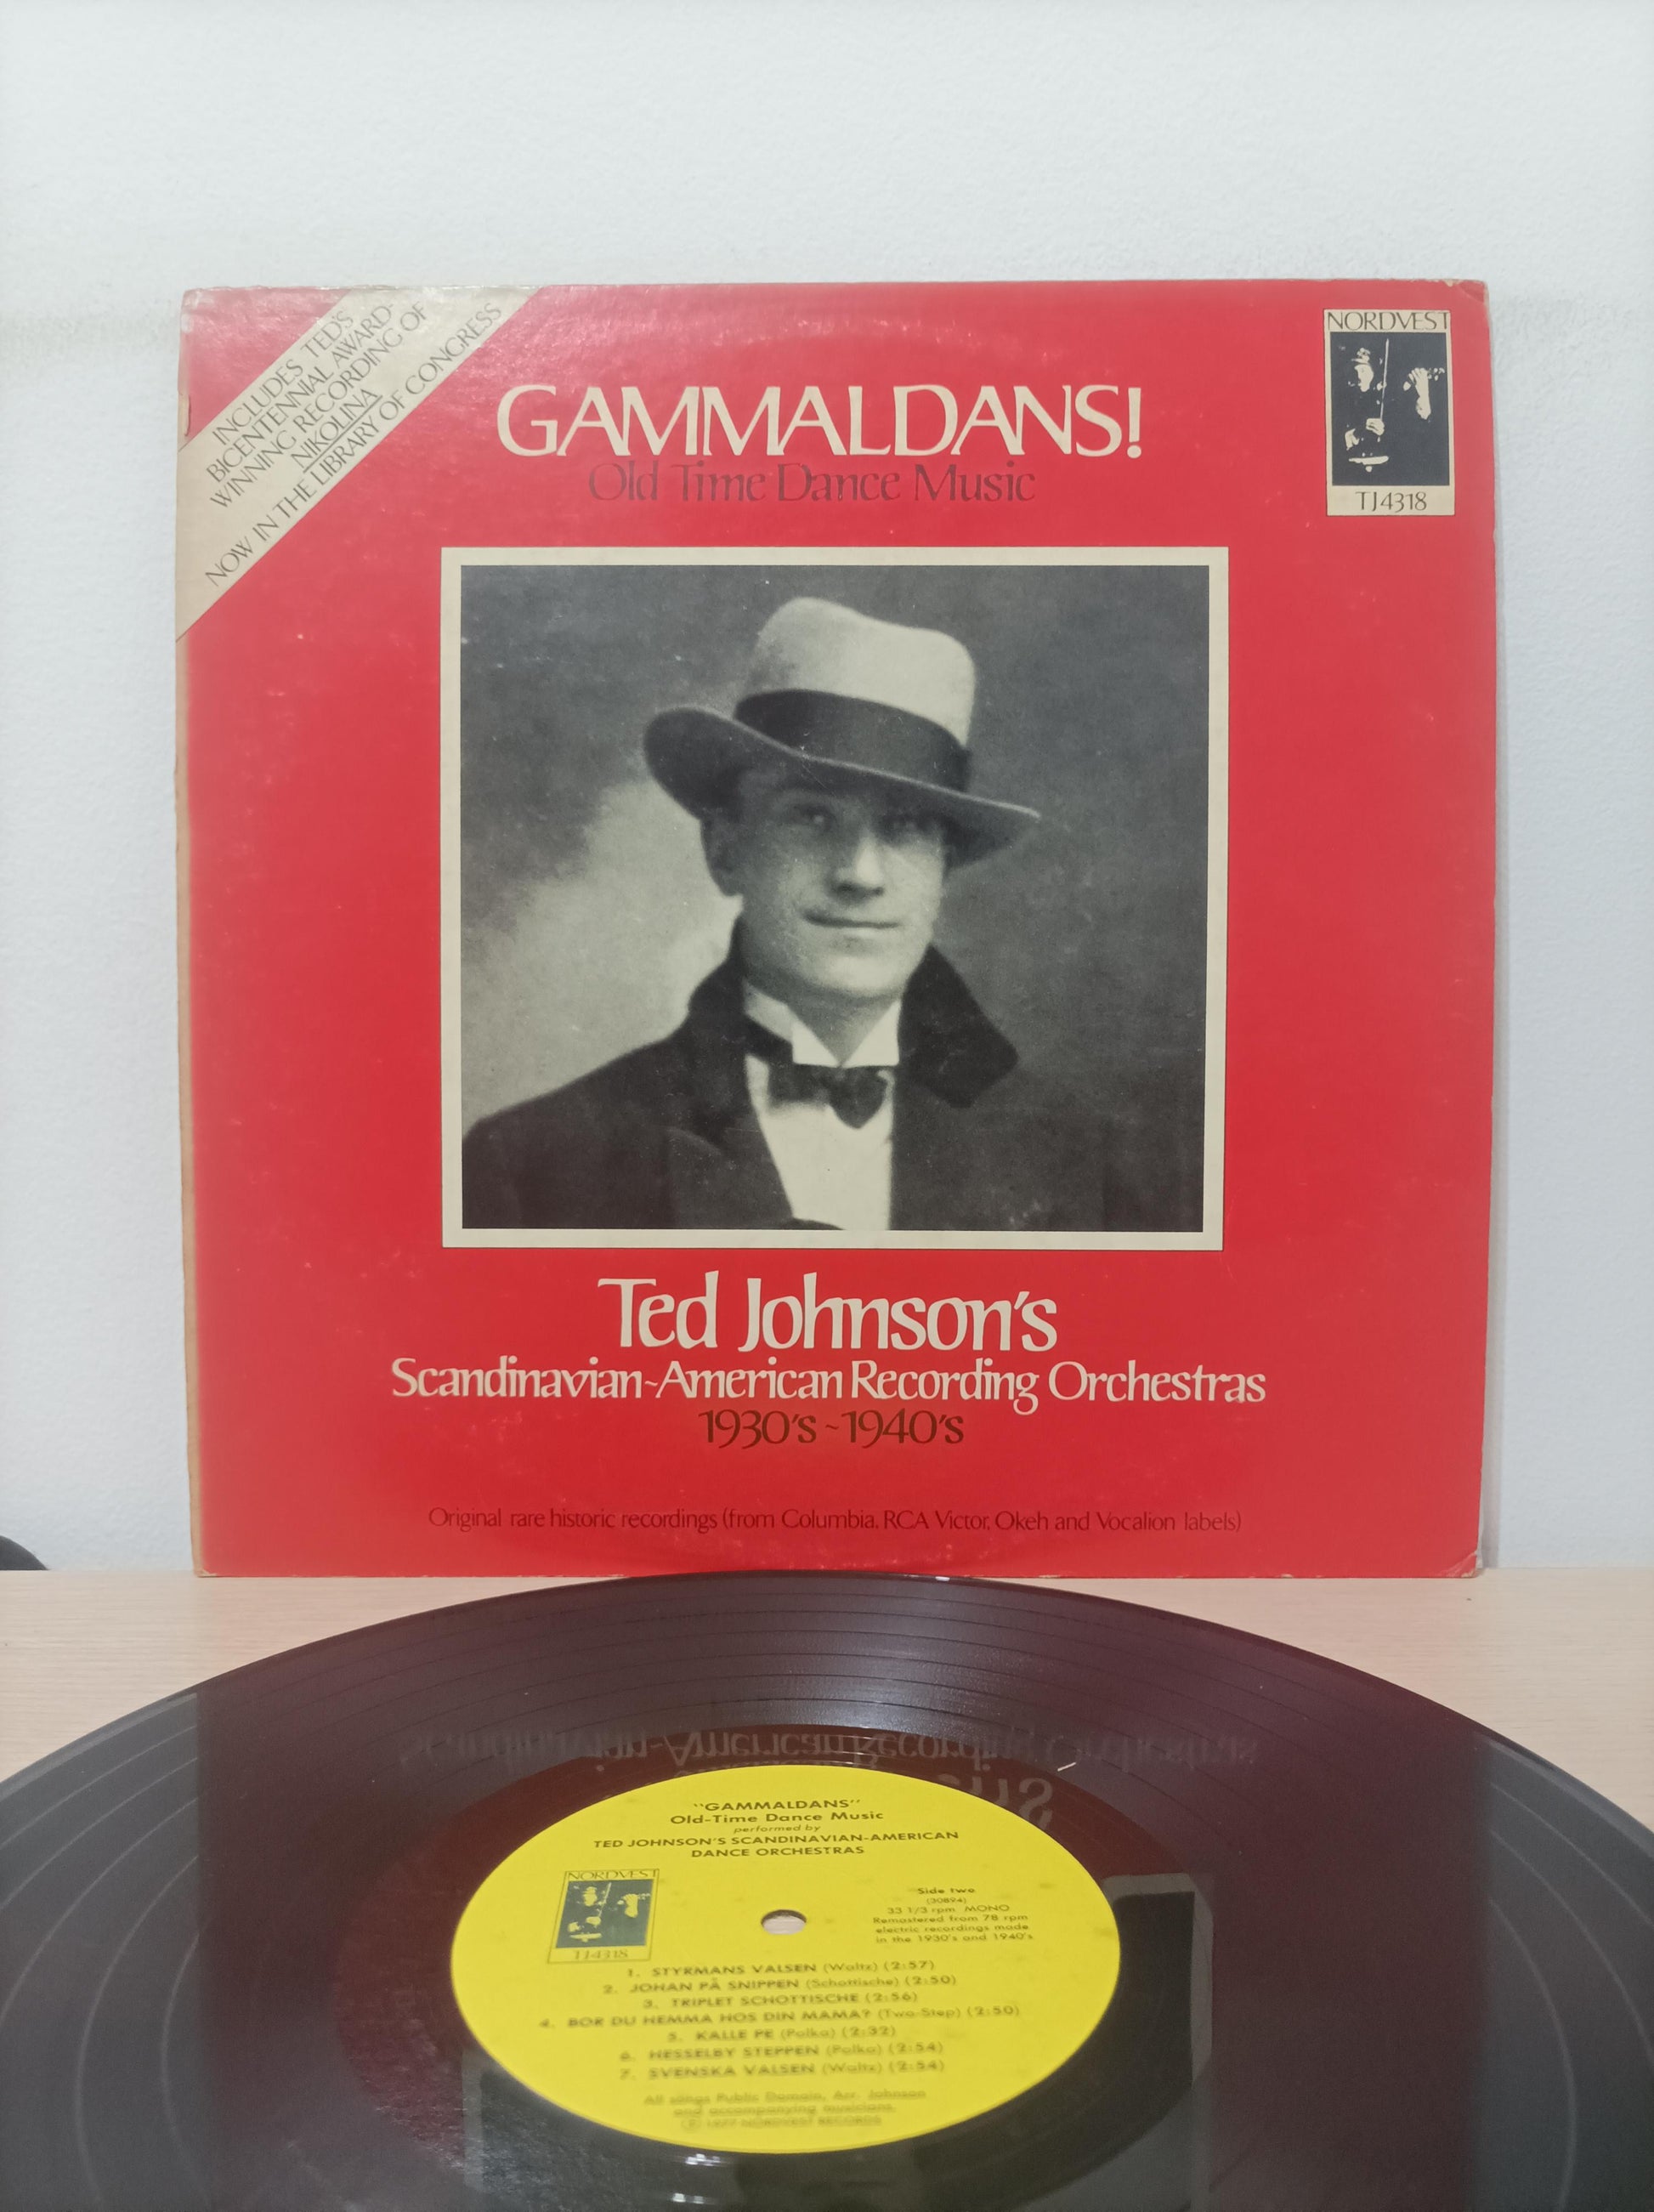 INCLUDES TED'S
BICENTENNIAL AWARD-
WINNING RECORDING OF
NIKOLINA
NOW IN THE LIBRARY OF CONGRESS
NORDVEST
TJ4318
GAMMALDANS!
Old Time Dance Music
Ted Johnson's
Scandinavian~American Recording Orchestras
1930's ~ 1940's
Original rare historic recordings (from Columbia, RCA Victor, Okeh and Vocalion labels)
"GAMMALDANS"
Old-Time Dance Music
performed by
TED JOHNSON'S SCANDINAVIAN-AMERICAN
DANCE ORCHESTRAS
NORDVEST
TJ4318
Side two
(30894)
33 1/3 rpm MONO
Remastered from 78 rpm
electric recordings made
in the 1930's and 1940's
1. STYRMANS VALSEN (Waltz) (2:57)
2. JOHAN PÅ SNIPPEN (Schottische) (2:50)
3. TRIPLET SCHOTTISCHE (2:56)
4. BOR DU HEMMA HOS DIN MAMA? (Two-Step) (2:50)
5. KALLE PE (Polka) (2:32)
6. HESSELBY STEPPEN (Polka) (2:54)
7. SVENSKA VALSEN (Waltz) (2:54)
All songs Public Domain, Arr. Johnson
and accompanying musicians.
Ⓟ 1977 NORDVEST RECORDS